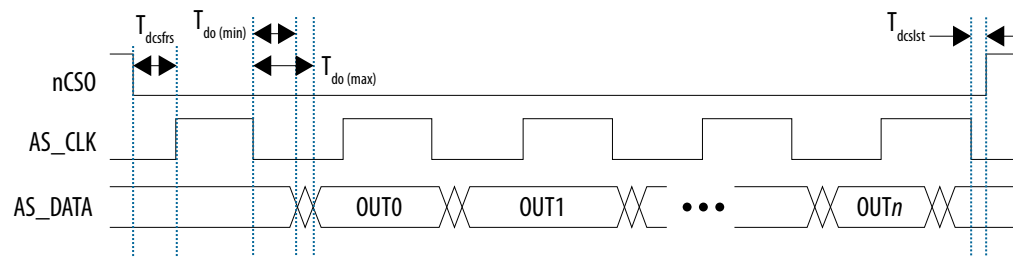 T_dcsfrs
T_do (min)
T_do (max)
T_dcslst
nCSO
AS_CLK
AS_DATA OUT0 OUT1 ••• OUTn